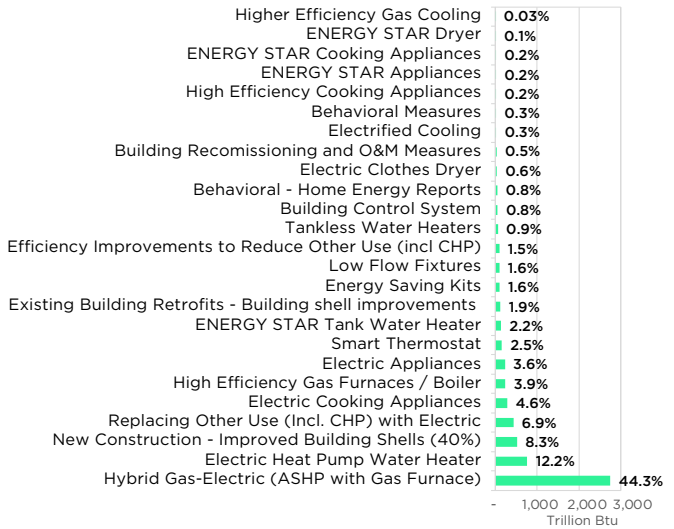 Higher Efficiency Gas Cooling 0.03%
ENERGY STAR Dryer 0.1%
ENERGY STAR Cooking Appliances 0.2%
ENERGY STAR Appliances 0.2%
High Efficiency Cooking Appliances 0.2%
Behavioral Measures 0.3%
Electrified Cooling 0.3%
Building Recomissioning and O&M Measures 0.5%
Electric Clothes Dryer 0.6%
Behavioral - Home Energy Reports 0.8%
Building Control System 0.8%
Tankless Water Heaters 0.9%
Efficiency Improvements to Reduce Other Use (incl CHP) 1.5%
Low Flow Fixtures 1.6%
Energy Saving Kits 1.6%
Existing Building Retrofits - Building shell improvements 1.9%
ENERGY STAR Tank Water Heater 2.2%
Smart Thermostat 2.5%
Electric Appliances 3.6%
High Efficiency Gas Furnaces / Boiler 3.9%
Electric Cooking Appliances 4.6%
Replacing Other Use (Incl. CHP) with Electric 6.9%
New Construction - Improved Building Shells (40%) 8.3%
Electric Heat Pump Water Heater 12.2%
Hybrid Gas-Electric (ASHP with Gas Furnace) 44.3%
- 1,000 2,000 3,000
Trillion Btu